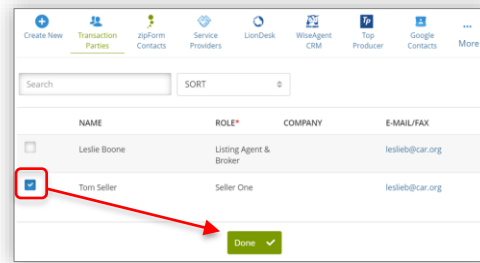 Create New
Transaction
Parties
zipForm
Contacts
Service
Providers
LionDesk
WiseAgent
CRM
Tp
Top
Producer
Google
Contacts
More
Search
SORT
NAME ROLE* COMPANY E-MAIL/FAX
Leslie Boone Listing Agent & leslieb@car.org
Broker
Tom Seller Seller One leslieb@car.org
Done